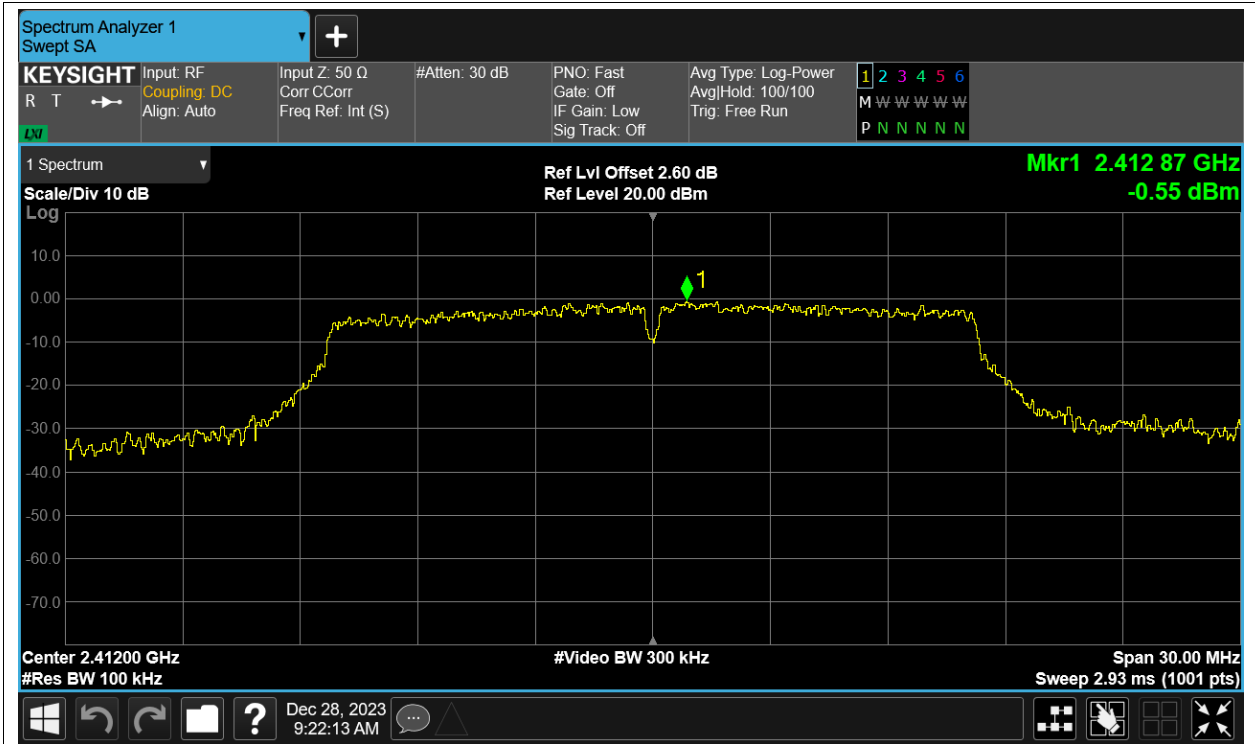 Spectrum Analyzer 1
Swept SA
KEYSIGHT
R T
LXI
Input: RF
Coupling: DC
Align: Auto
Input Z: 50 Ω
Corr CCorr
Freq Ref: Int (S)
#Atten: 30 dB
PNO: Fast
Gate: Off
IF Gain: Low
Sig Track: Off
Avg Type: Log-Power
Avg|Hold: 100/100
Trig: Free Run
1 2 3 4 5 6
M W W W W W
P N N N N N
1 Spectrum
Scale/Div 10 dB
Log
Ref Lvl Offset 2.60 dB
Ref Level 20.00 dBm
Mkr1 2.412 87 GHz
-0.55 dBm
10.0
0.00
-10.0
-20.0
-30.0
-40.0
-50.0
-60.0
-70.0
1
Center 2.41200 GHz
#Res BW 100 kHz
#Video BW 300 kHz
Span 30.00 MHz
Sweep 2.93 ms (1001 pts)
?
Dec 28, 2023
9:22:13 AM